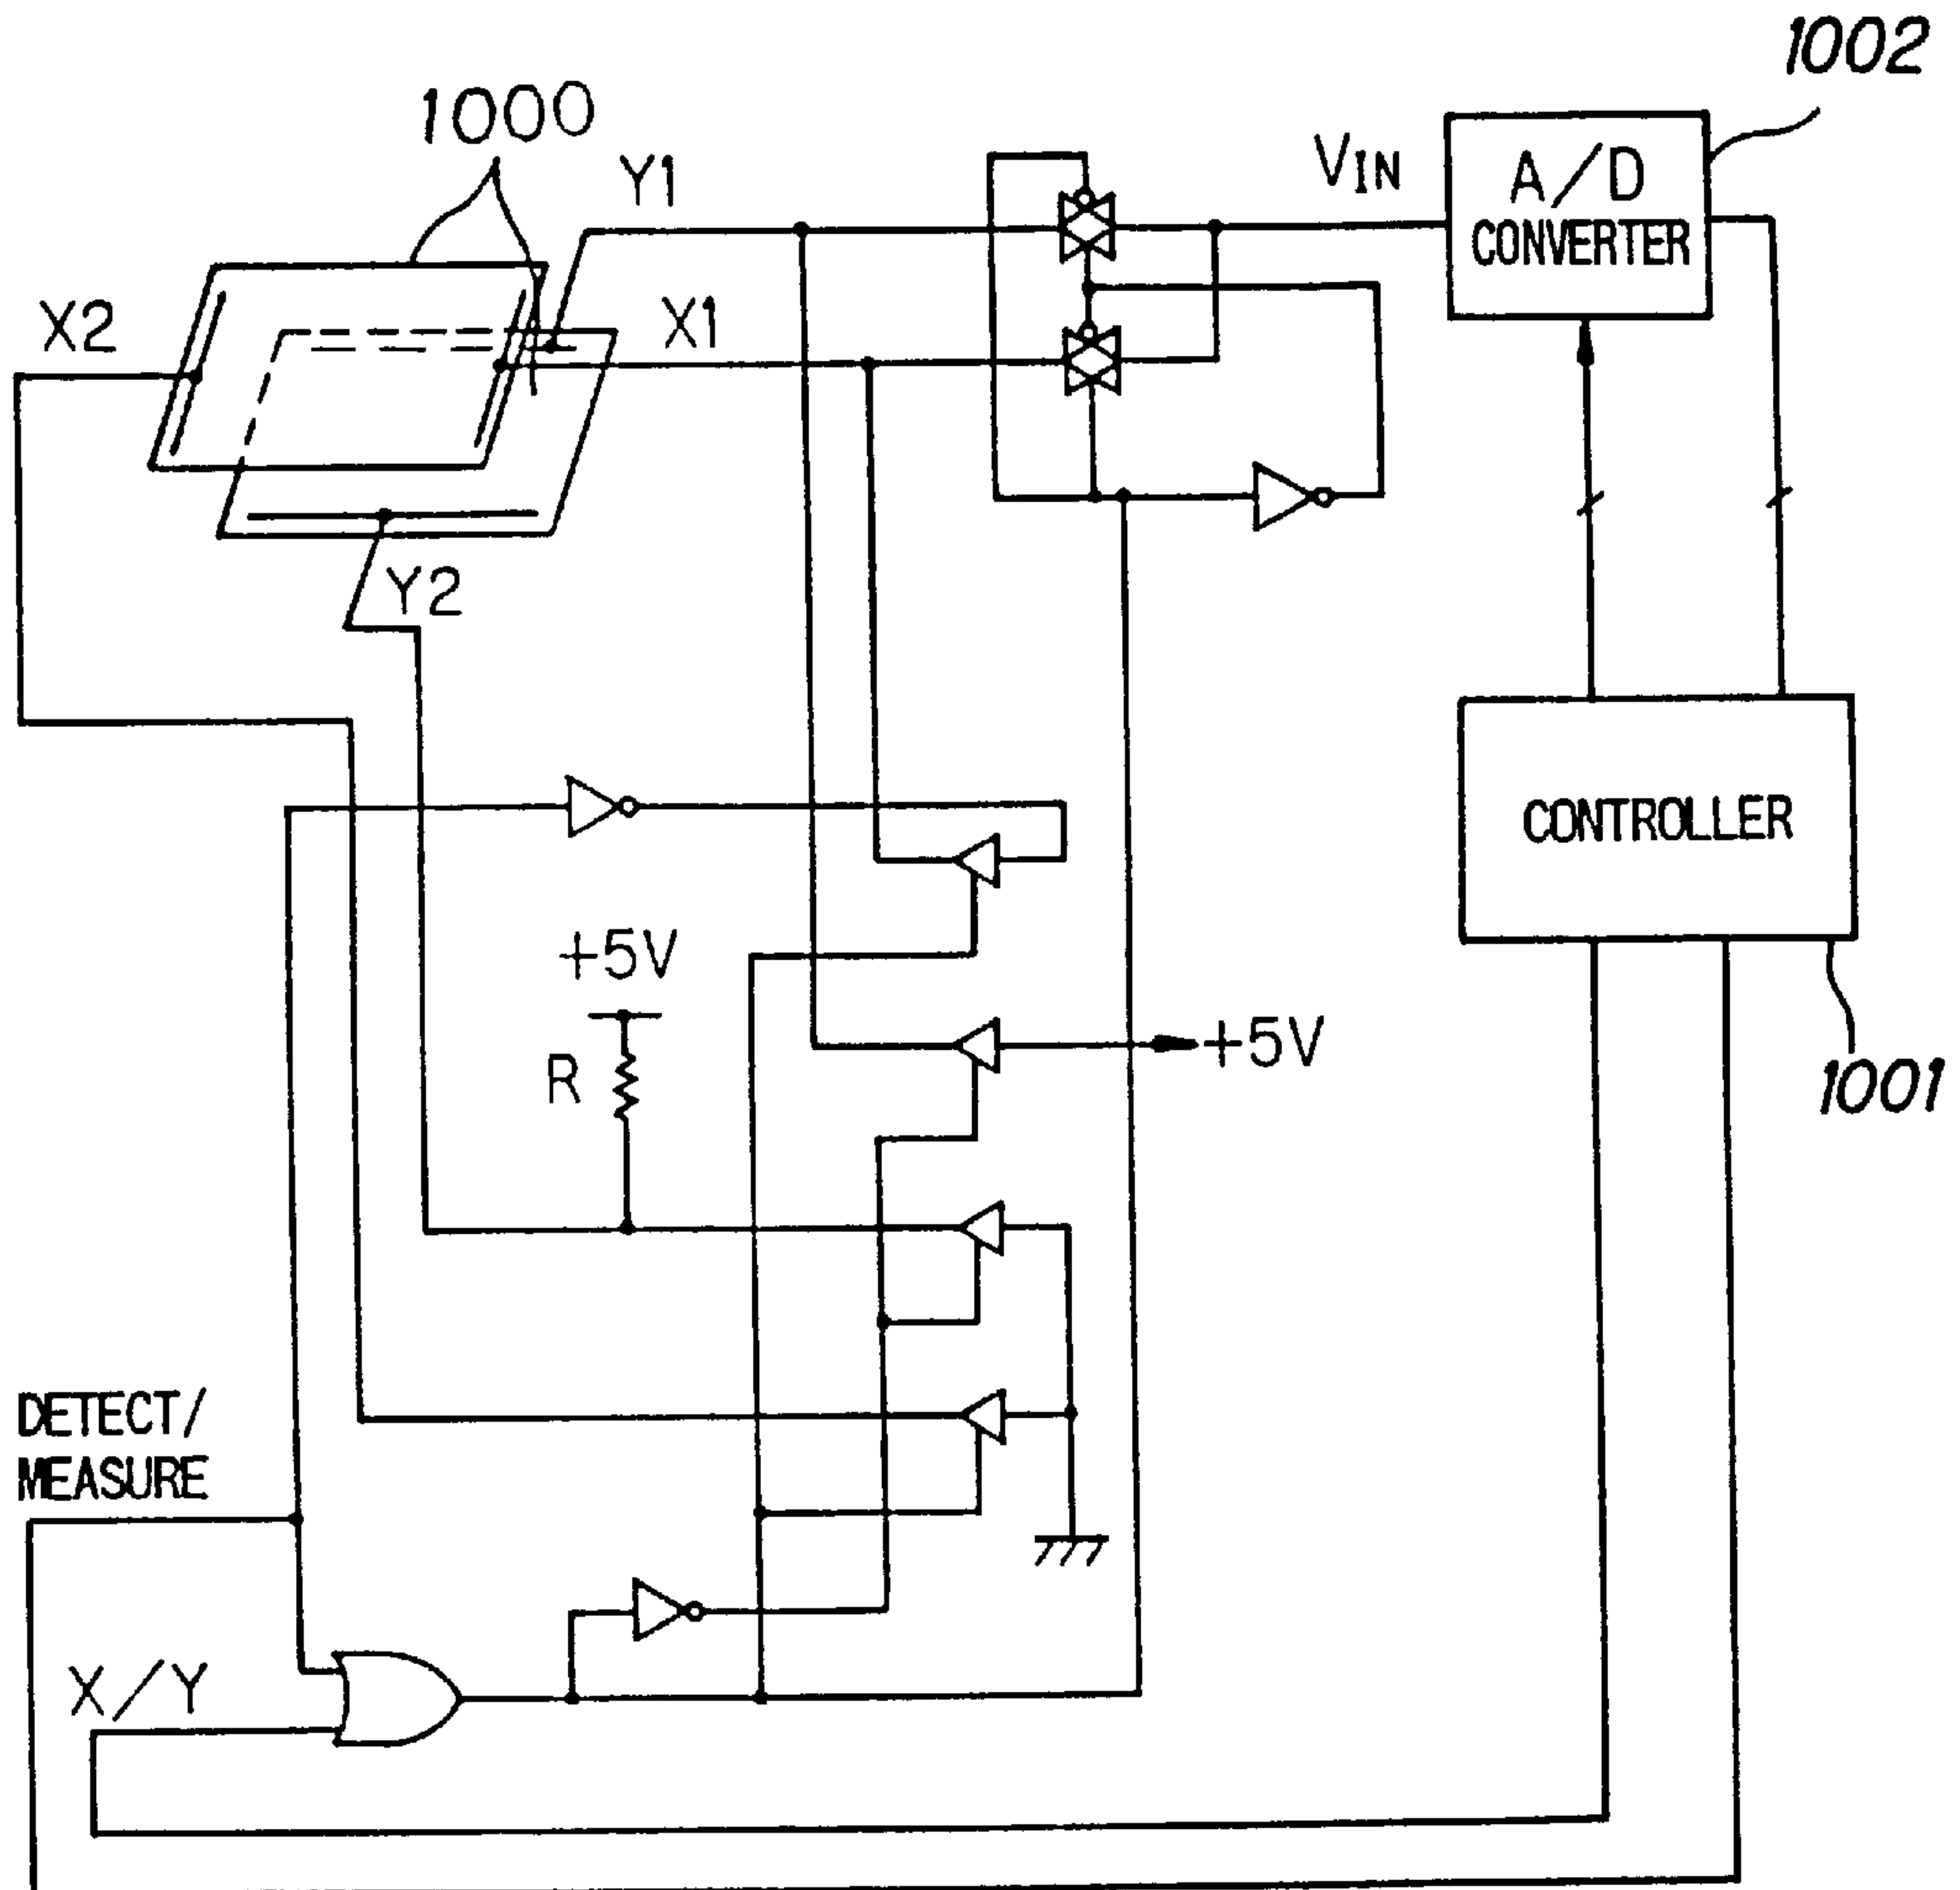 1002
1000
Y1
VIN
A/D
CONVERTER
X2
X1
Y2
CONTROLLER
+5V
+5V
R
1001
DETECT/
MEASURE
X/Y